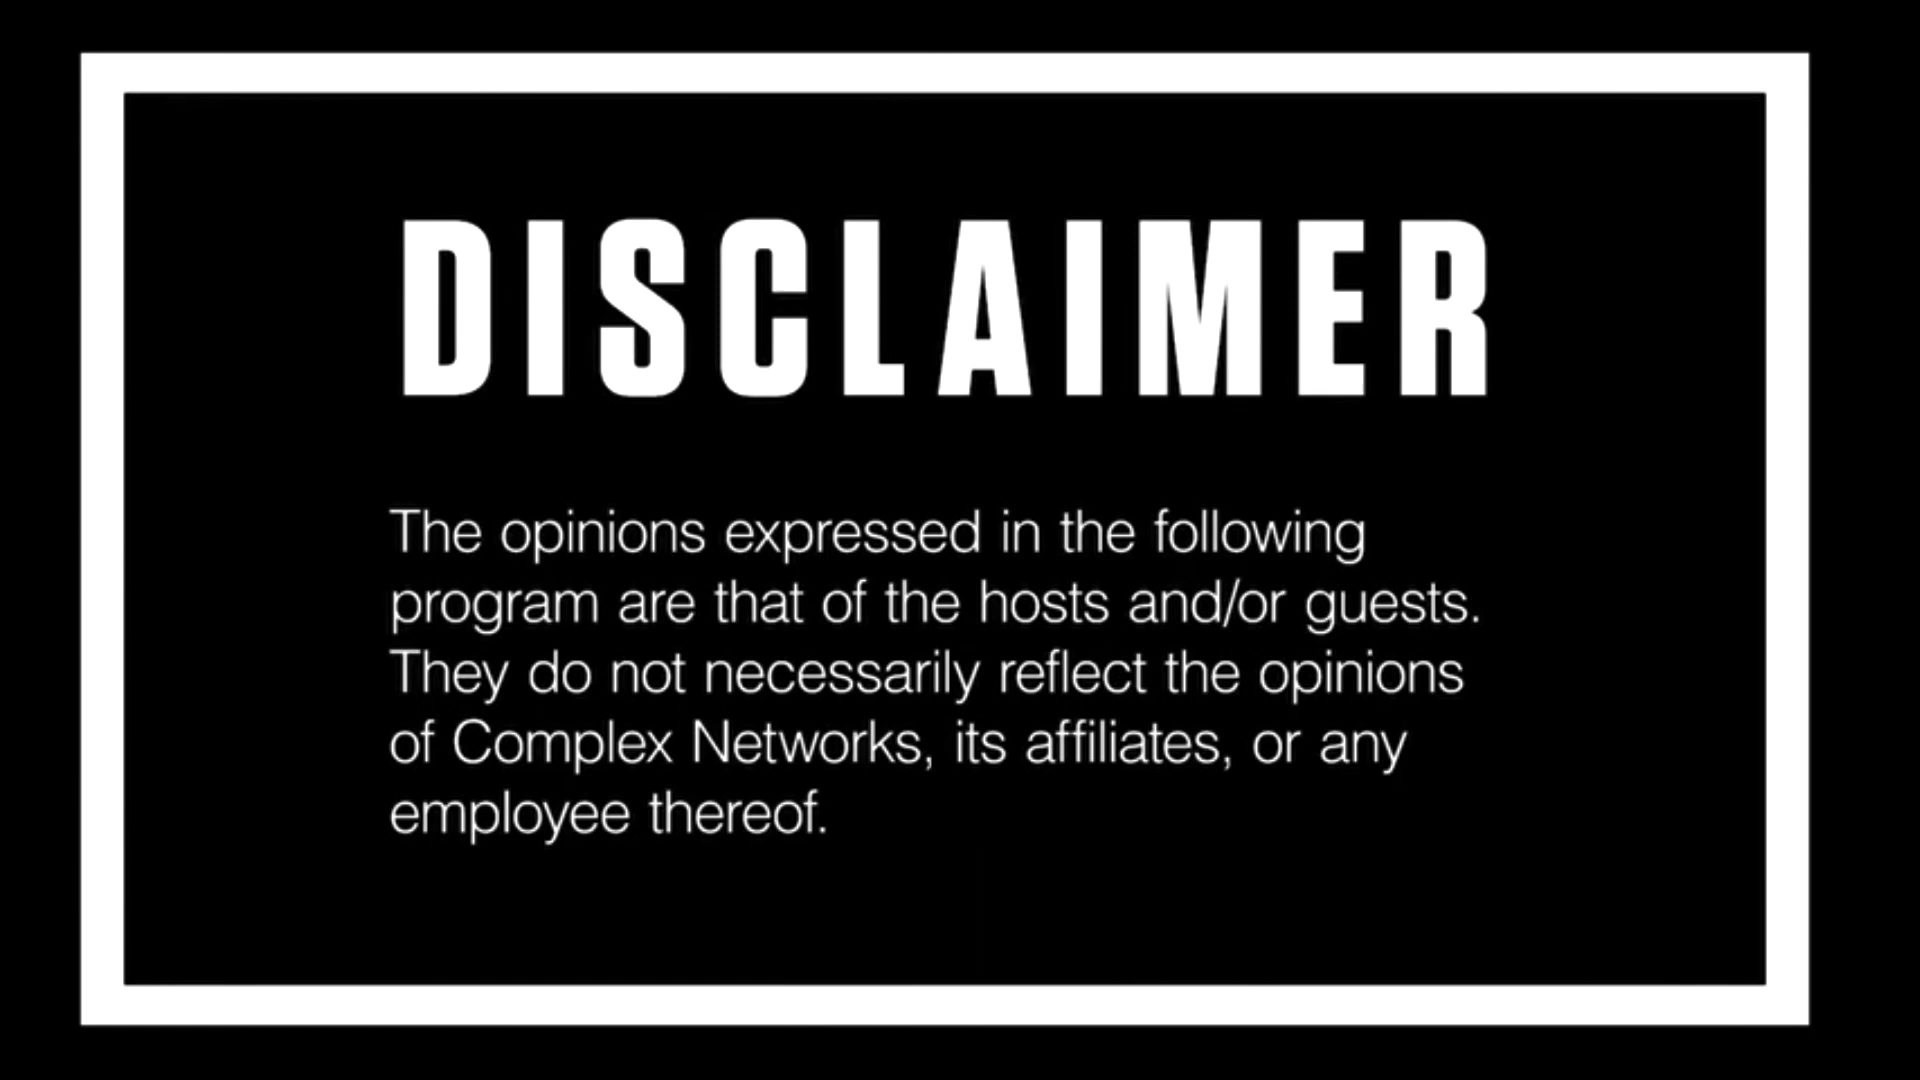 DISCLAIMER
The opinions expressed in the following
program are that of the hosts and/or guests.
They do not necessarily reflect the opinions
of Complex Networks, its affiliates, or any
employee thereof.